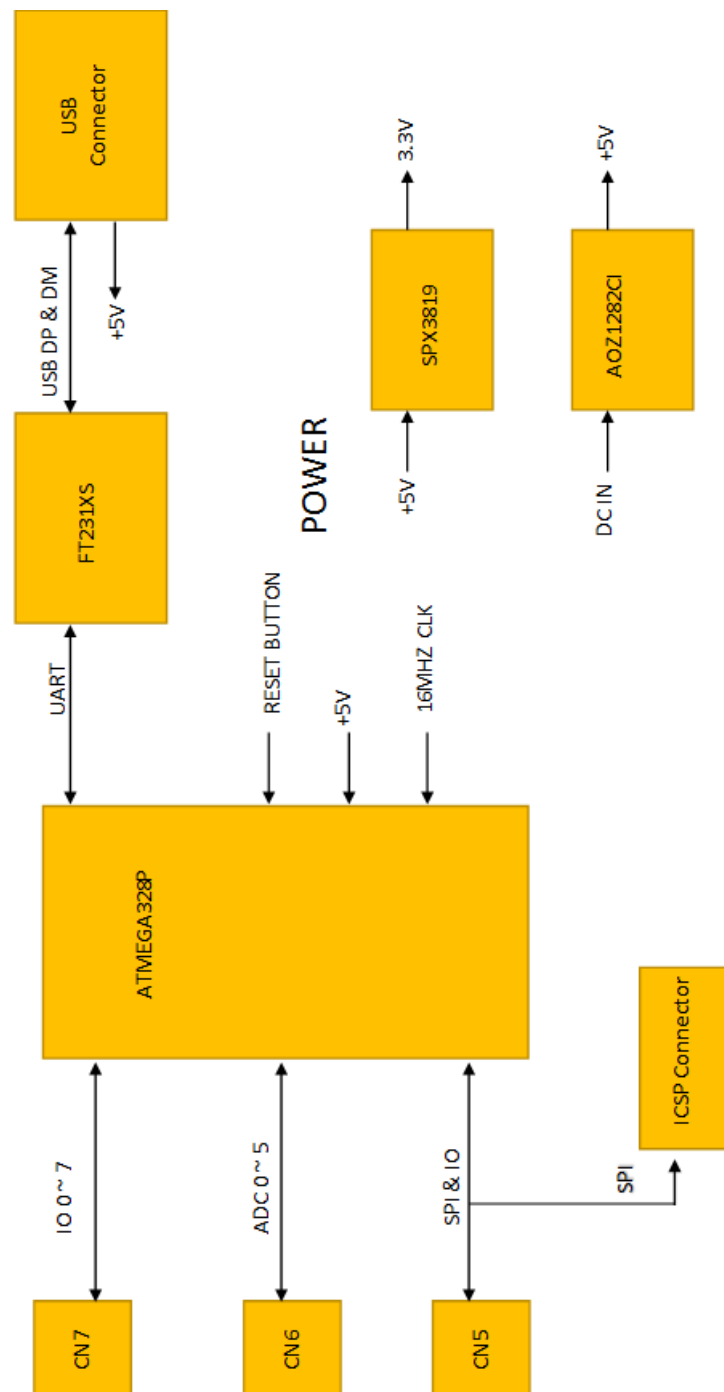 USB
Connector
USB DP & DM
+5V
FT231XS
UART
ATMEGA328P
RESET BUTTON
+5V
16MHZ CLK
IO 0 ~ 7
CN7
ADC 0 ~ 5
CN6
SPI & IO
CN5
SPI
ICSP Connector
POWER
+5V
SPX3819
3.3V
DC IN
AOZ1282CI
+5V